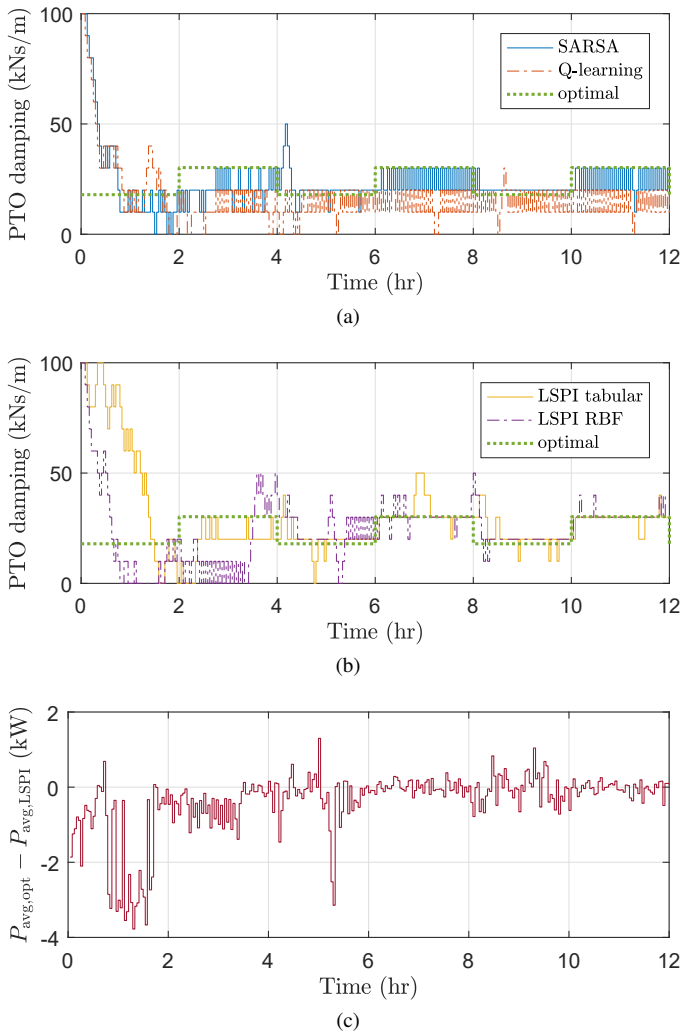 100
50
0
PTO damping (kNs/m)
SARSA
Q-learning
optimal
0 2 4 6 8 10 12
Time (hr)
(a)
100
50
0
PTO damping (kNs/m)
LSPI tabular
LSPI RBF
optimal
0 2 4 6 8 10 12
Time (hr)
(b)
2
0
-2
-4
P_avg,opt − P_avg,LSPI (kW)
0 2 4 6 8 10 12
Time (hr)
(c)